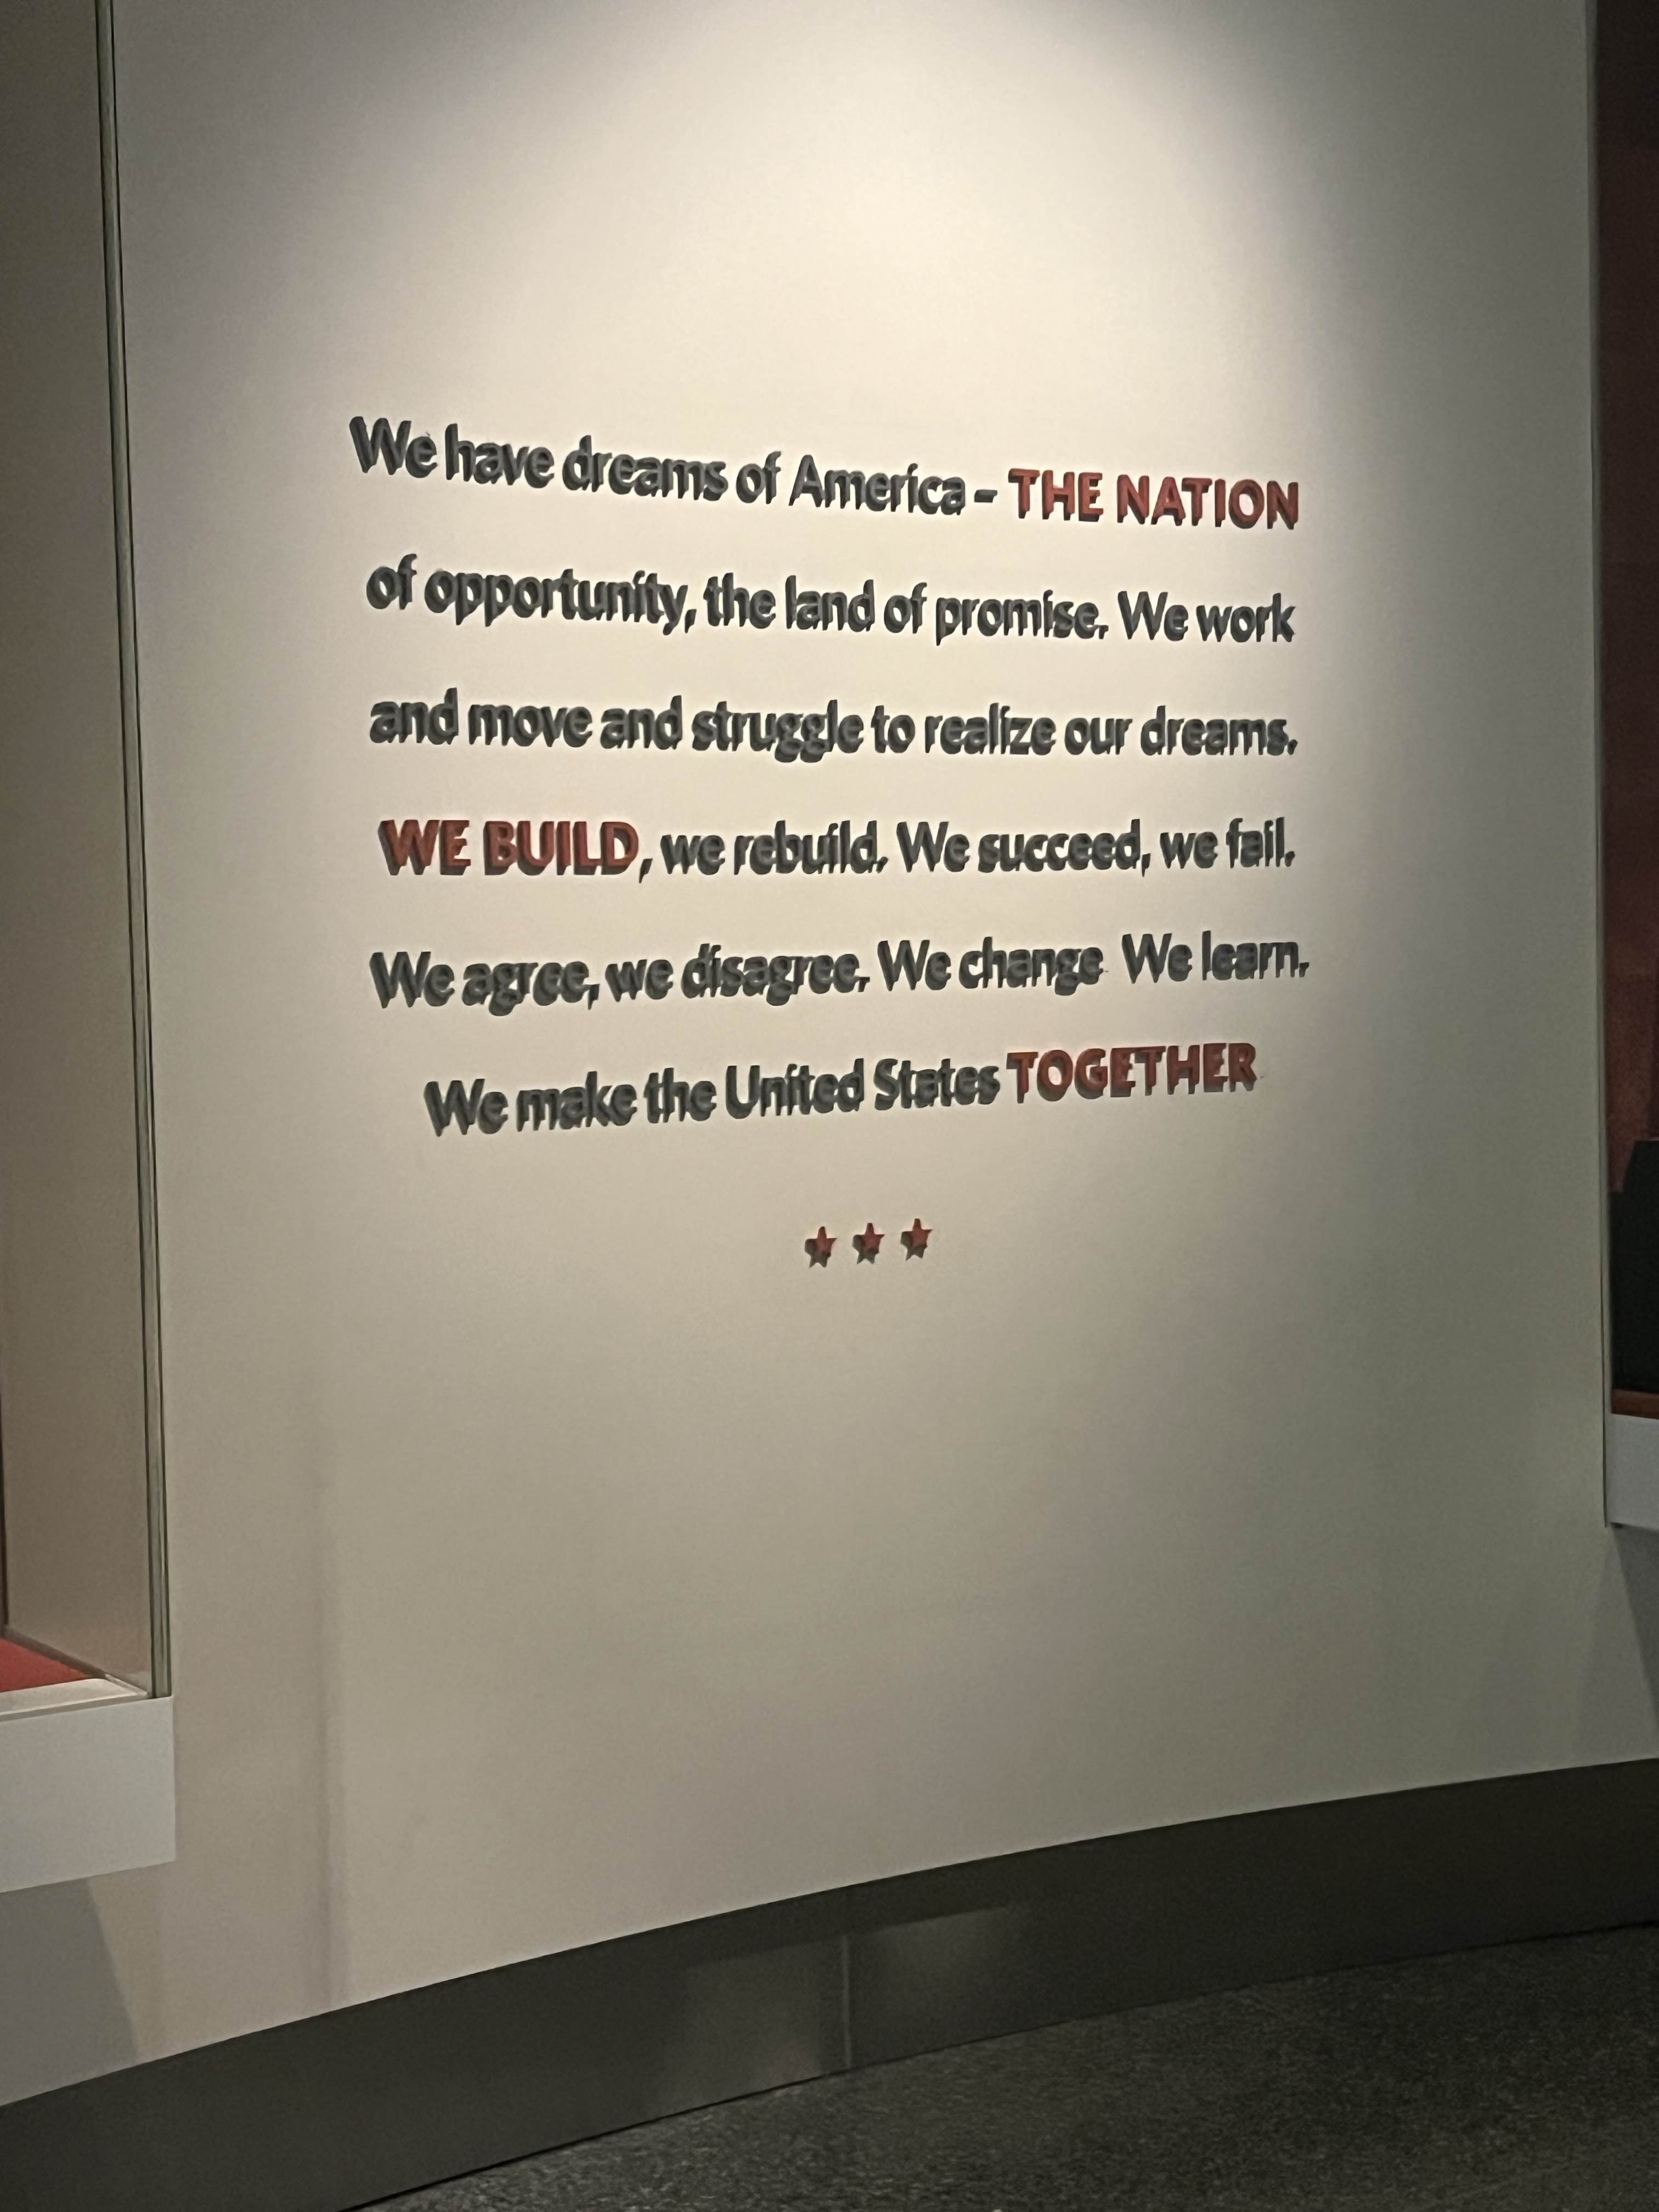 We have dreams of America – THE NATION
of opportunity, the land of promise. We work
and move and struggle to realize our dreams.
WE BUILD, we rebuild. We succeed, we fail.
We agree, we disagree. We change We learn.
We make the United States TOGETHER